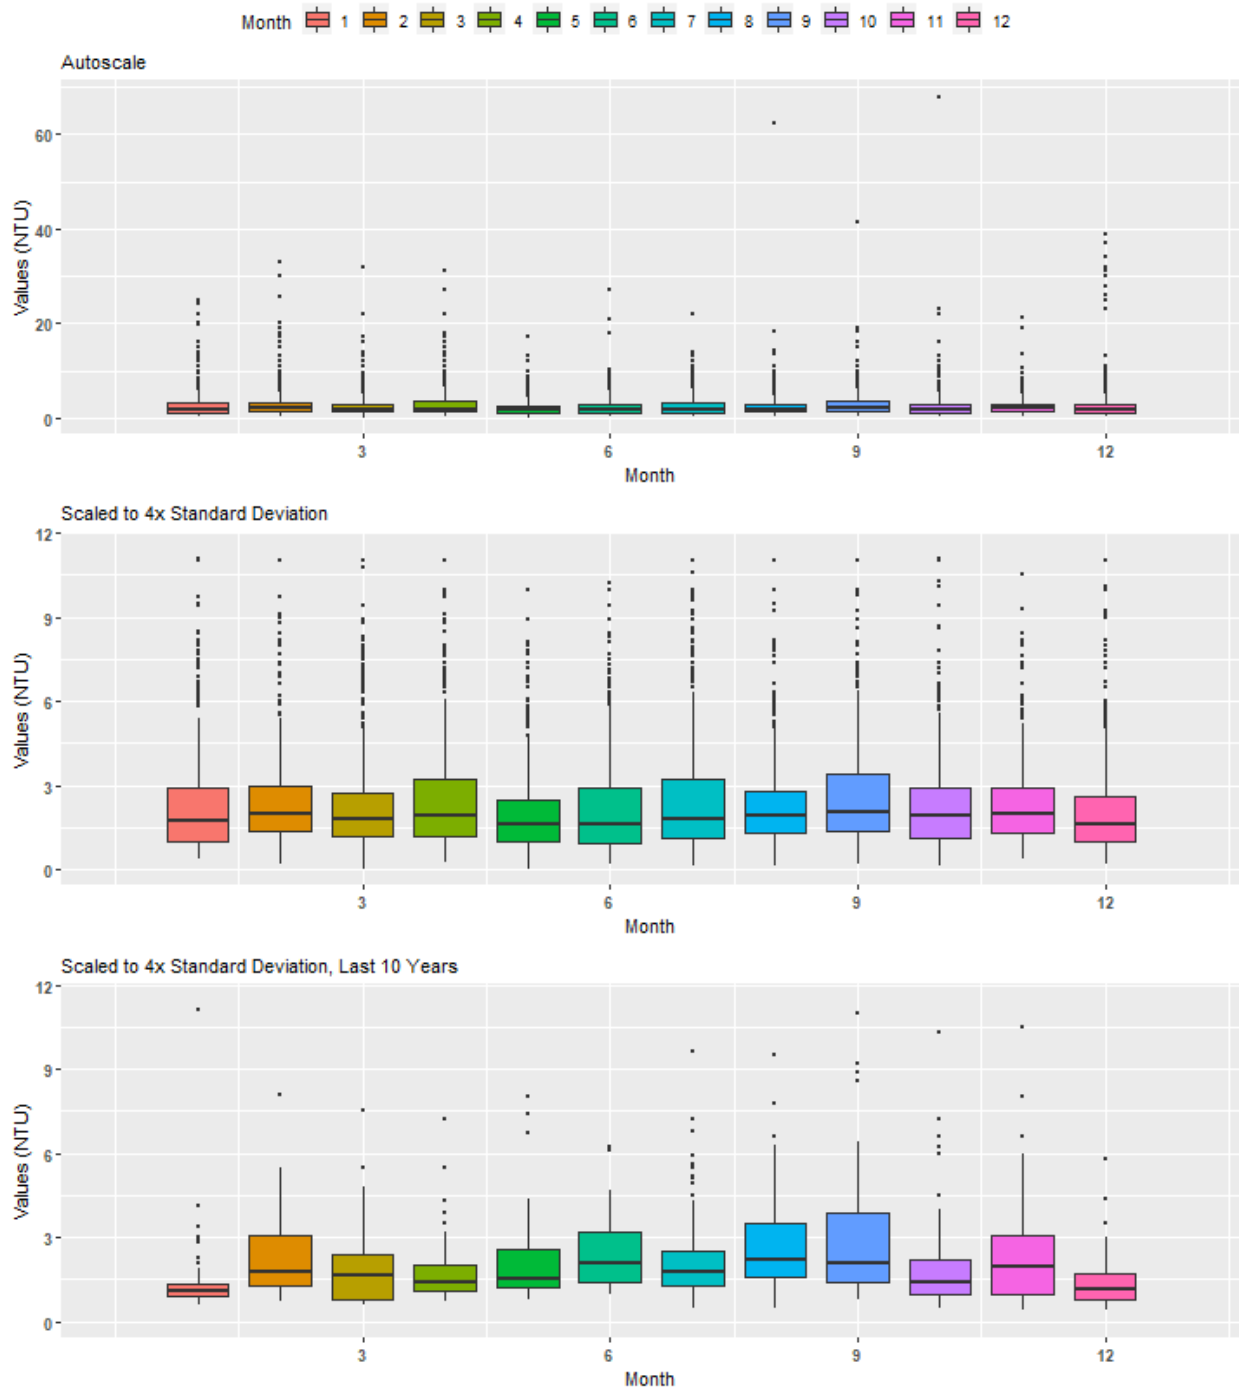 Month 1 2 3 4 5 6 7 8 9 10 11 12
Autoscale
Values (NTU)
60
40
20
0
3 6 9 12
Month
Scaled to 4x Standard Deviation
Values (NTU)
12
9
6
3
0
3 6 9 12
Month
Scaled to 4x Standard Deviation, Last 10 Years
Values (NTU)
12
9
6
3
0
3 6 9 12
Month